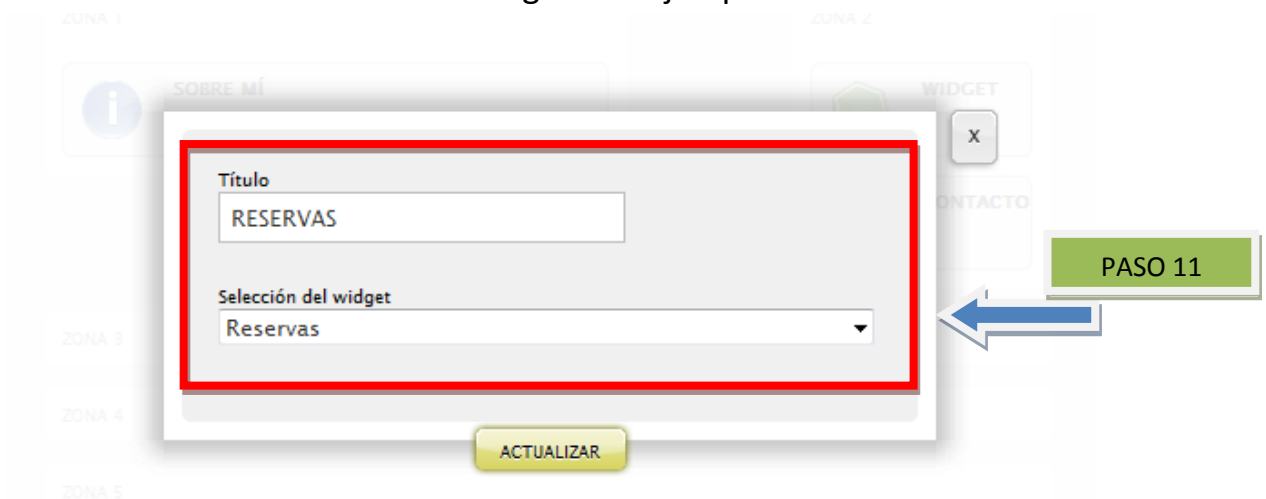 ZONA 1
ZONA 2
SOBRE MÍ
WIDGET
X
Título
RESERVAS
CONTACTO
PASO 11
Selección del widget
Reservas
ZONA 3
ZONA 4
ACTUALIZAR
ZONA 5